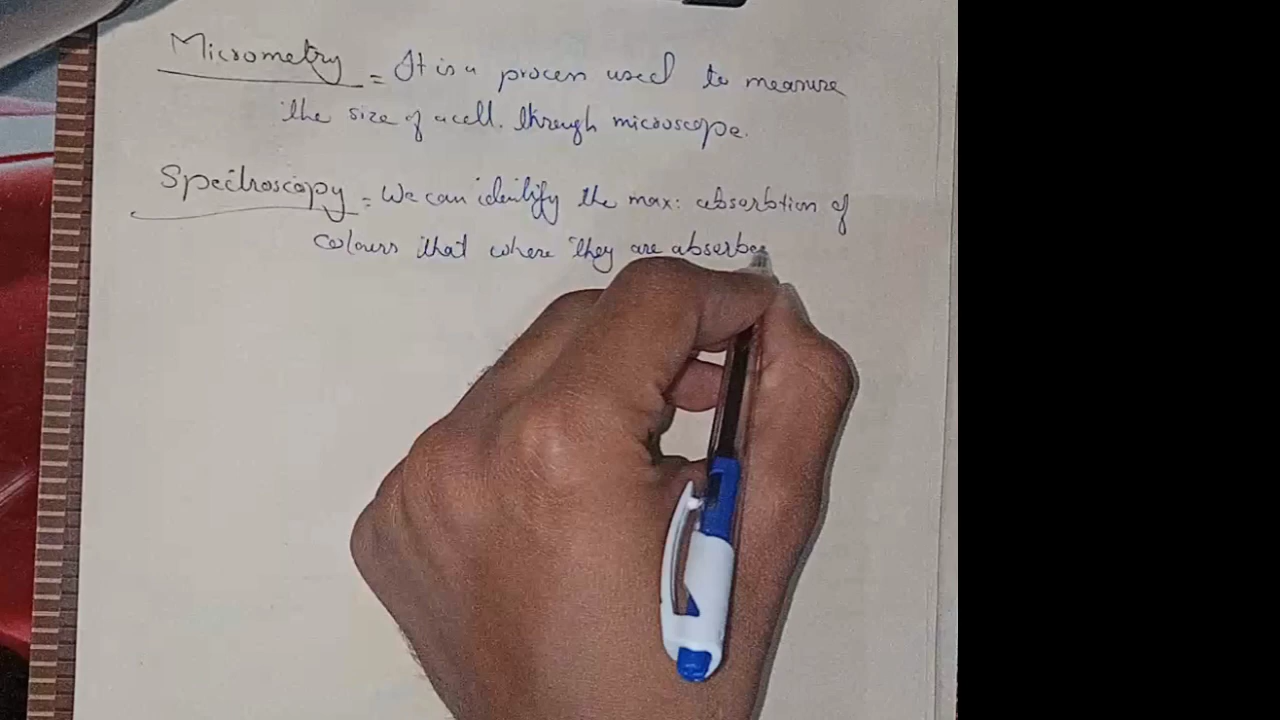 Micrometry = It is a process used to measure
the size of a cell. through microscope.
Spectroscopy = We can identify the max: absorbtion of
colours that where they are absorbe